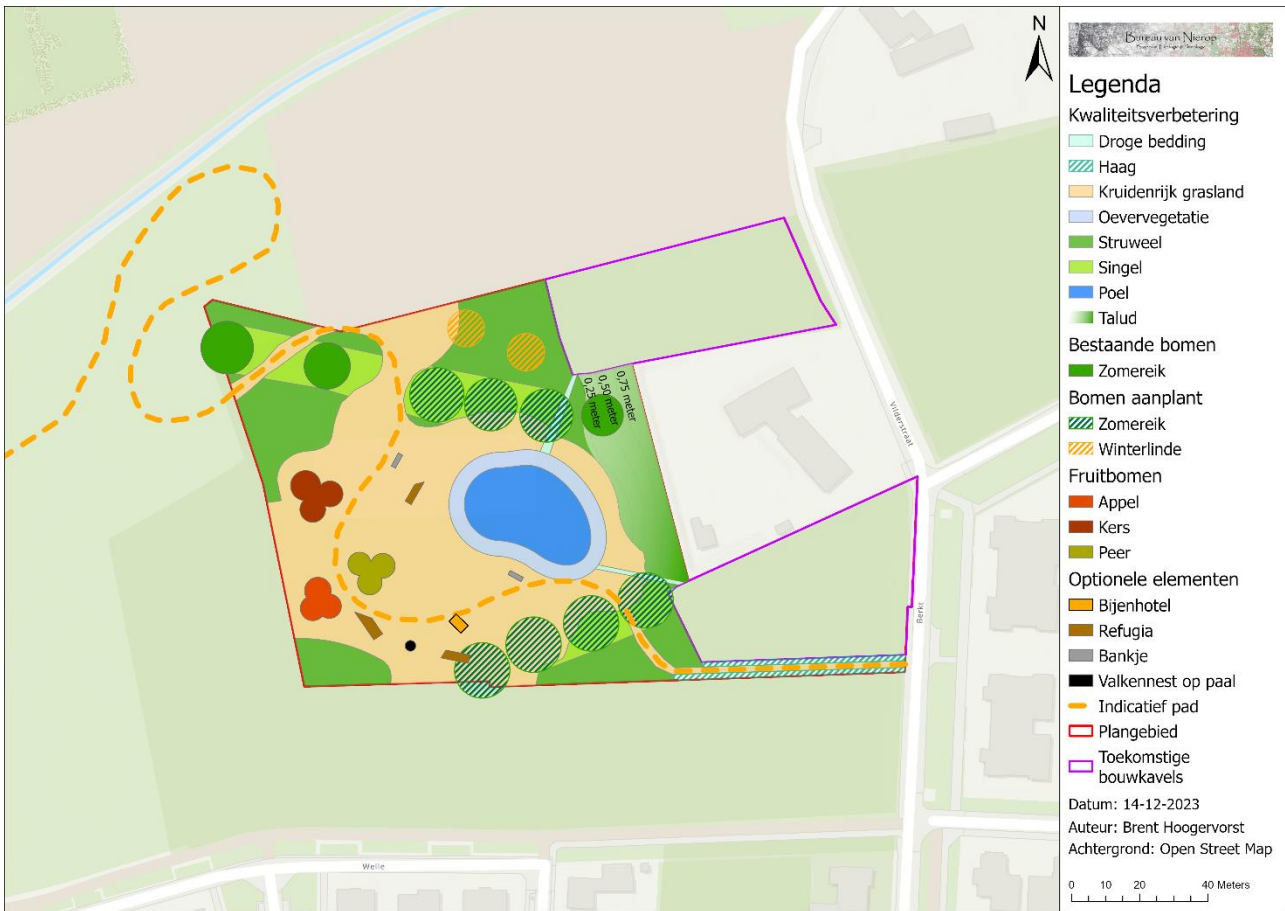 N
0,75 meter
0,50 meter
0,25 meter
Vilderstraat
Berkt
Welle
Bureau van Nierop
Legenda
Kwaliteitsverbetering
Droge bedding
Haag
Kruidenrijk grasland
Oevervegetatie
Struweel
Singel
Poel
Talud
Bestaande bomen
Zomereik
Bomen aanplant
Zomereik
Winterlinde
Fruitbomen
Appel
Kers
Peer
Optionele elementen
Bijenhotel
Refugia
Bankje
Valkennest op paal
Indicatief pad
Plangebied
Toekomstige
bouwkavels
Datum: 14-12-2023
Auteur: Brent Hoogervorst
Achtergrond: Open Street Map
0 10 20 40 Meters